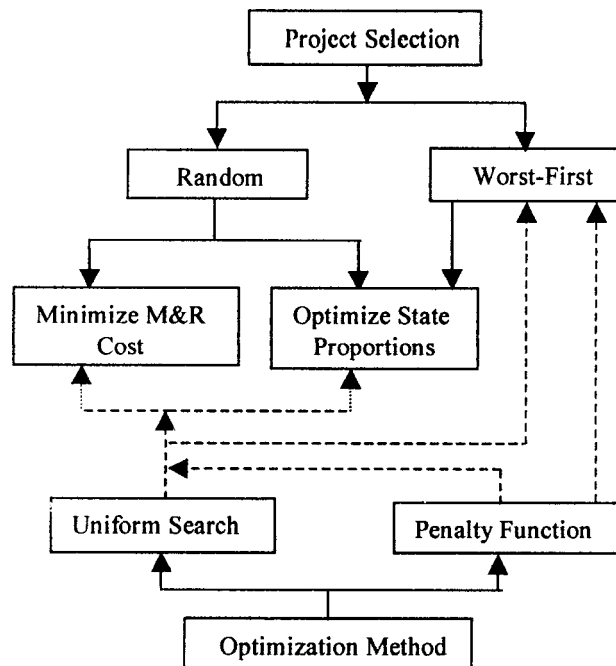 Project Selection
Random
Worst-First
Minimize M&R
Cost
Optimize State
Proportions
Uniform Search
Penalty Function
Optimization Method